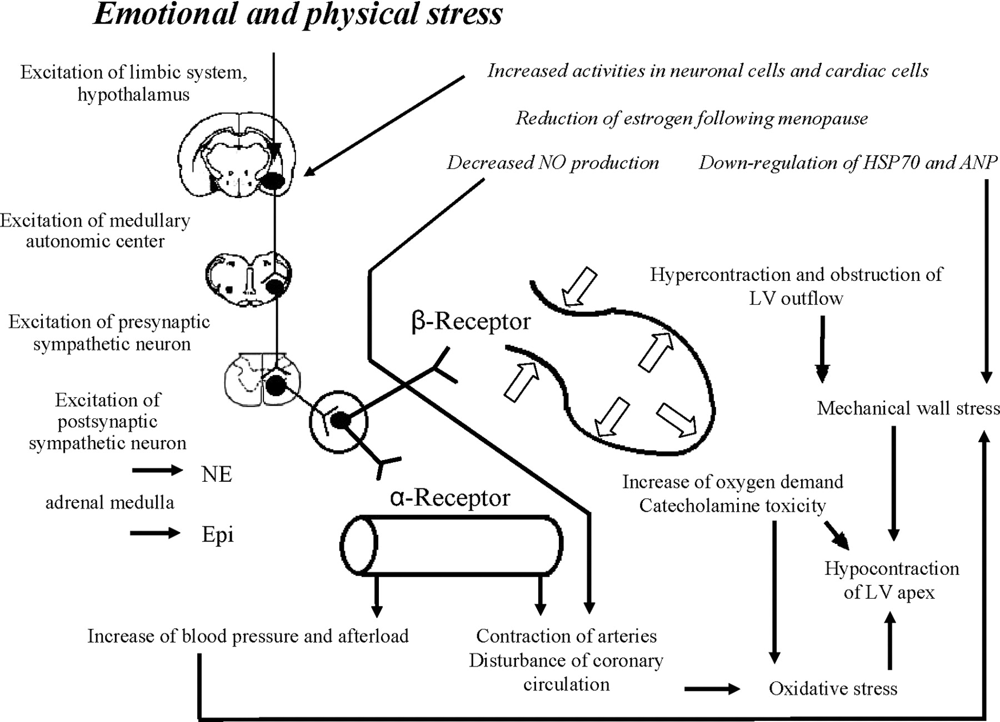 Emotional and physical stress
Excitation of limbic system,
hypothalamus
Increased activities in neuronal cells and cardiac cells
Reduction of estrogen following menopause
Decreased NO production
Down-regulation of HSP70 and ANP
Excitation of medullary
autonomic center
Excitation of presynaptic
sympathetic neuron
Excitation of
postsynaptic
sympathetic neuron
NE
adrenal medulla
Epi
β-Receptor
α-Receptor
Hypercontraction and obstruction of
LV outflow
Mechanical wall stress
Increase of oxygen demand
Catecholamine toxicity
Hypocontraction
of LV apex
Increase of blood pressure and afterload
Contraction of arteries
Disturbance of coronary
circulation
Oxidative stress